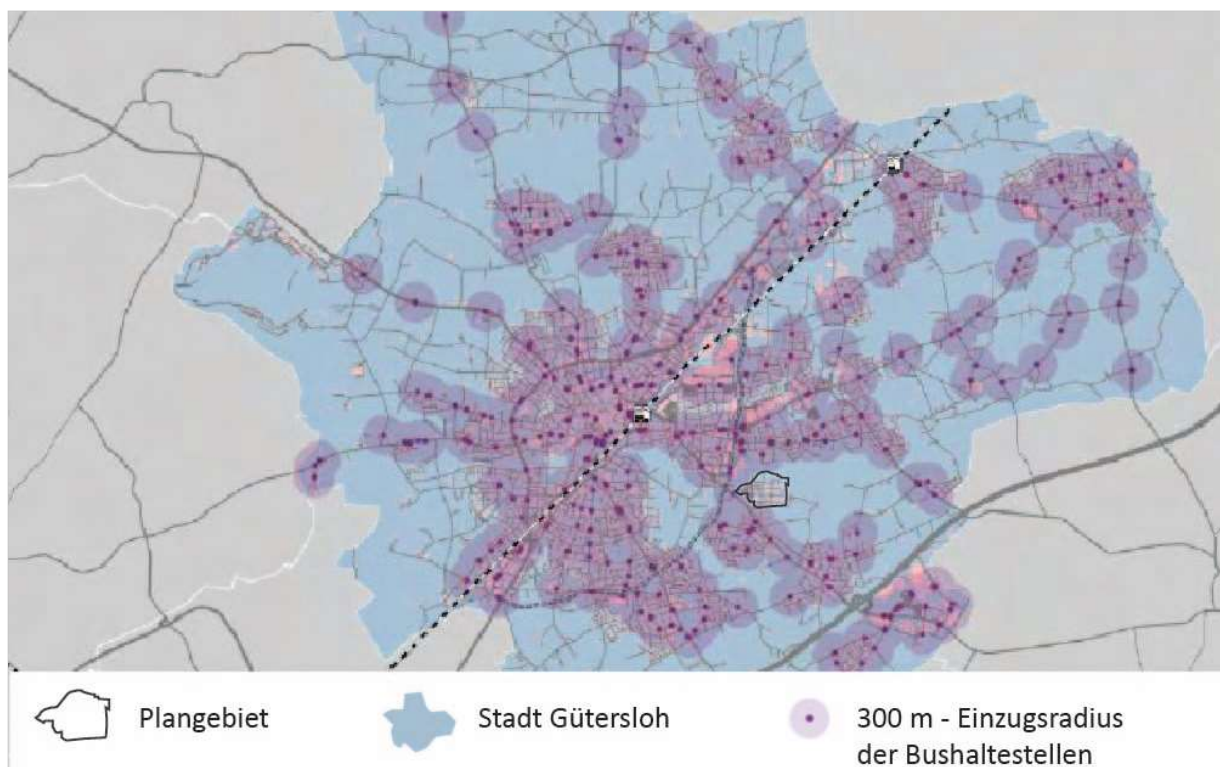 Plangebiet
Stadt Gütersloh
300 m - Einzugsradius
der Bushaltestellen